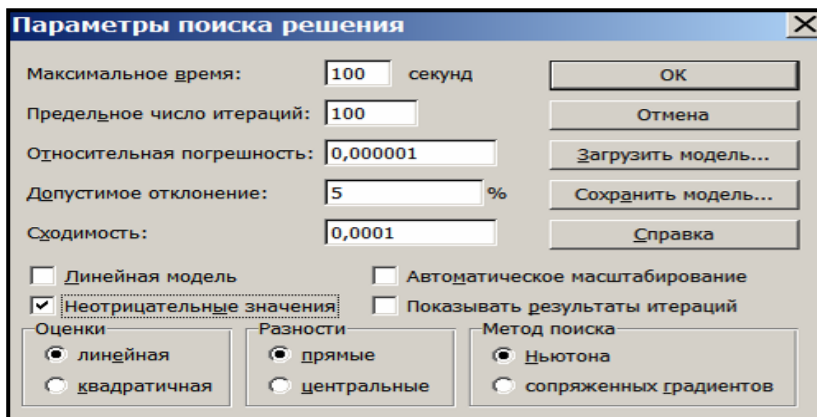 Параметры поиска решения
Максимальное время: 100 секунд ОК
Предельное число итераций: 100 Отмена
Относительная погрешность: 0,000001 Загрузить модель...
Допустимое отклонение: 5 % Сохранить модель...
Сходимость: 0,0001 Справка
Линейная модель Автоматическое масштабирование
Неотрицательные значения Показывать результаты итераций
Оценки Разности Метод поиска
линейная прямые Ньютона
квадратичная центральные сопряженных градиентов